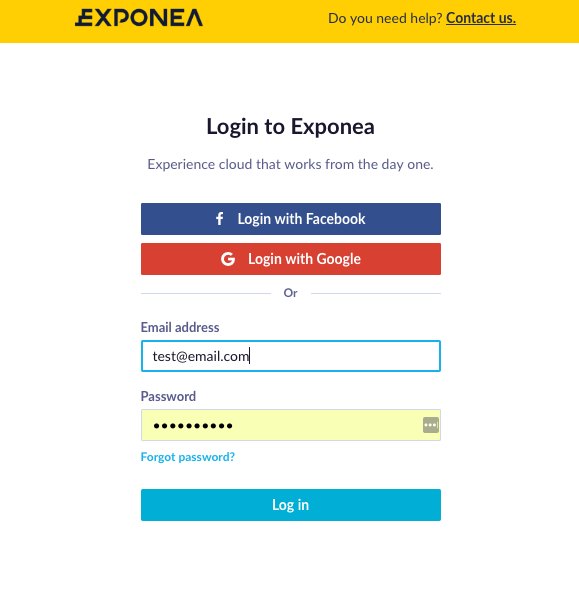 EXPONEA
Do you need help? Contact us.
Login to Exponea
Experience cloud that works from the day one.
Login with Facebook
Login with Google
Or
Email address
test@email.com
Password
••••••••••
Forgot password?
Log in